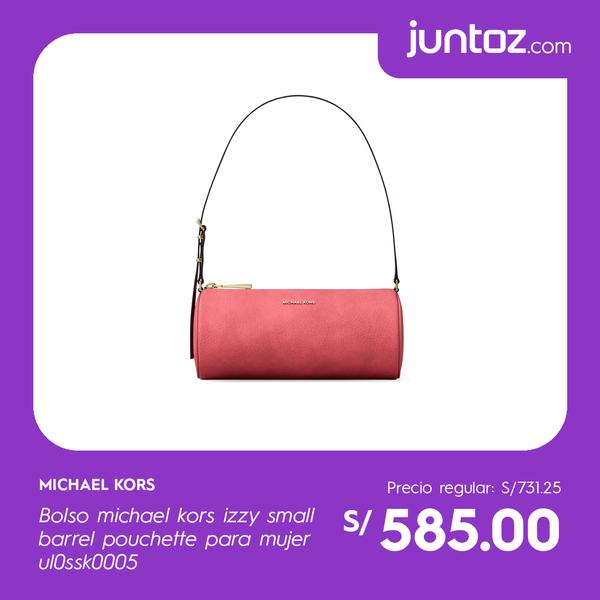 juntoz.com
MICHAEL KORS
MICHAEL KORS
Bolso michael kors izzy small
barrel pouchette para mujer
ul0ssk0005
Precio regular: S/731.25
S/ 585.00